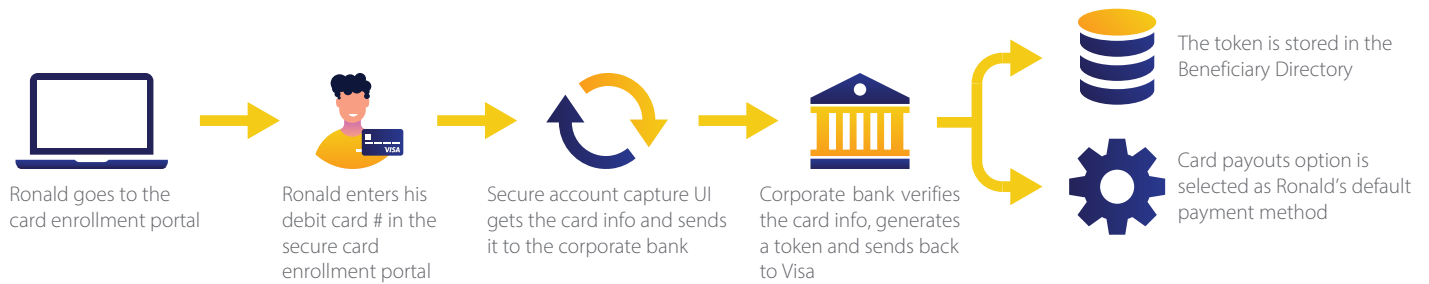 VISA
Ronald goes to the
card enrollment portal
Ronald enters his
debit card # in the
secure card
enrollment portal
Secure account capture UI
gets the card info and sends
it to the corporate bank
Corporate bank verifies
the card info, generates
a token and sends back
to Visa
The token is stored in the
Beneficiary Directory
Card payouts option is
selected as Ronald’s default
payment method